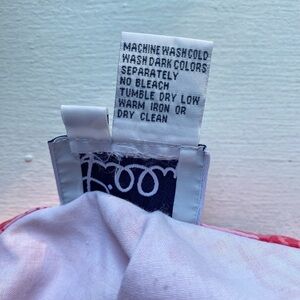 MACHINE WASH COLD
WASH DARK COLORS
SEPARATELY
NO BLEACH
TUMBLE DRY LOW
WARM IRON OR
DRY CLEAN